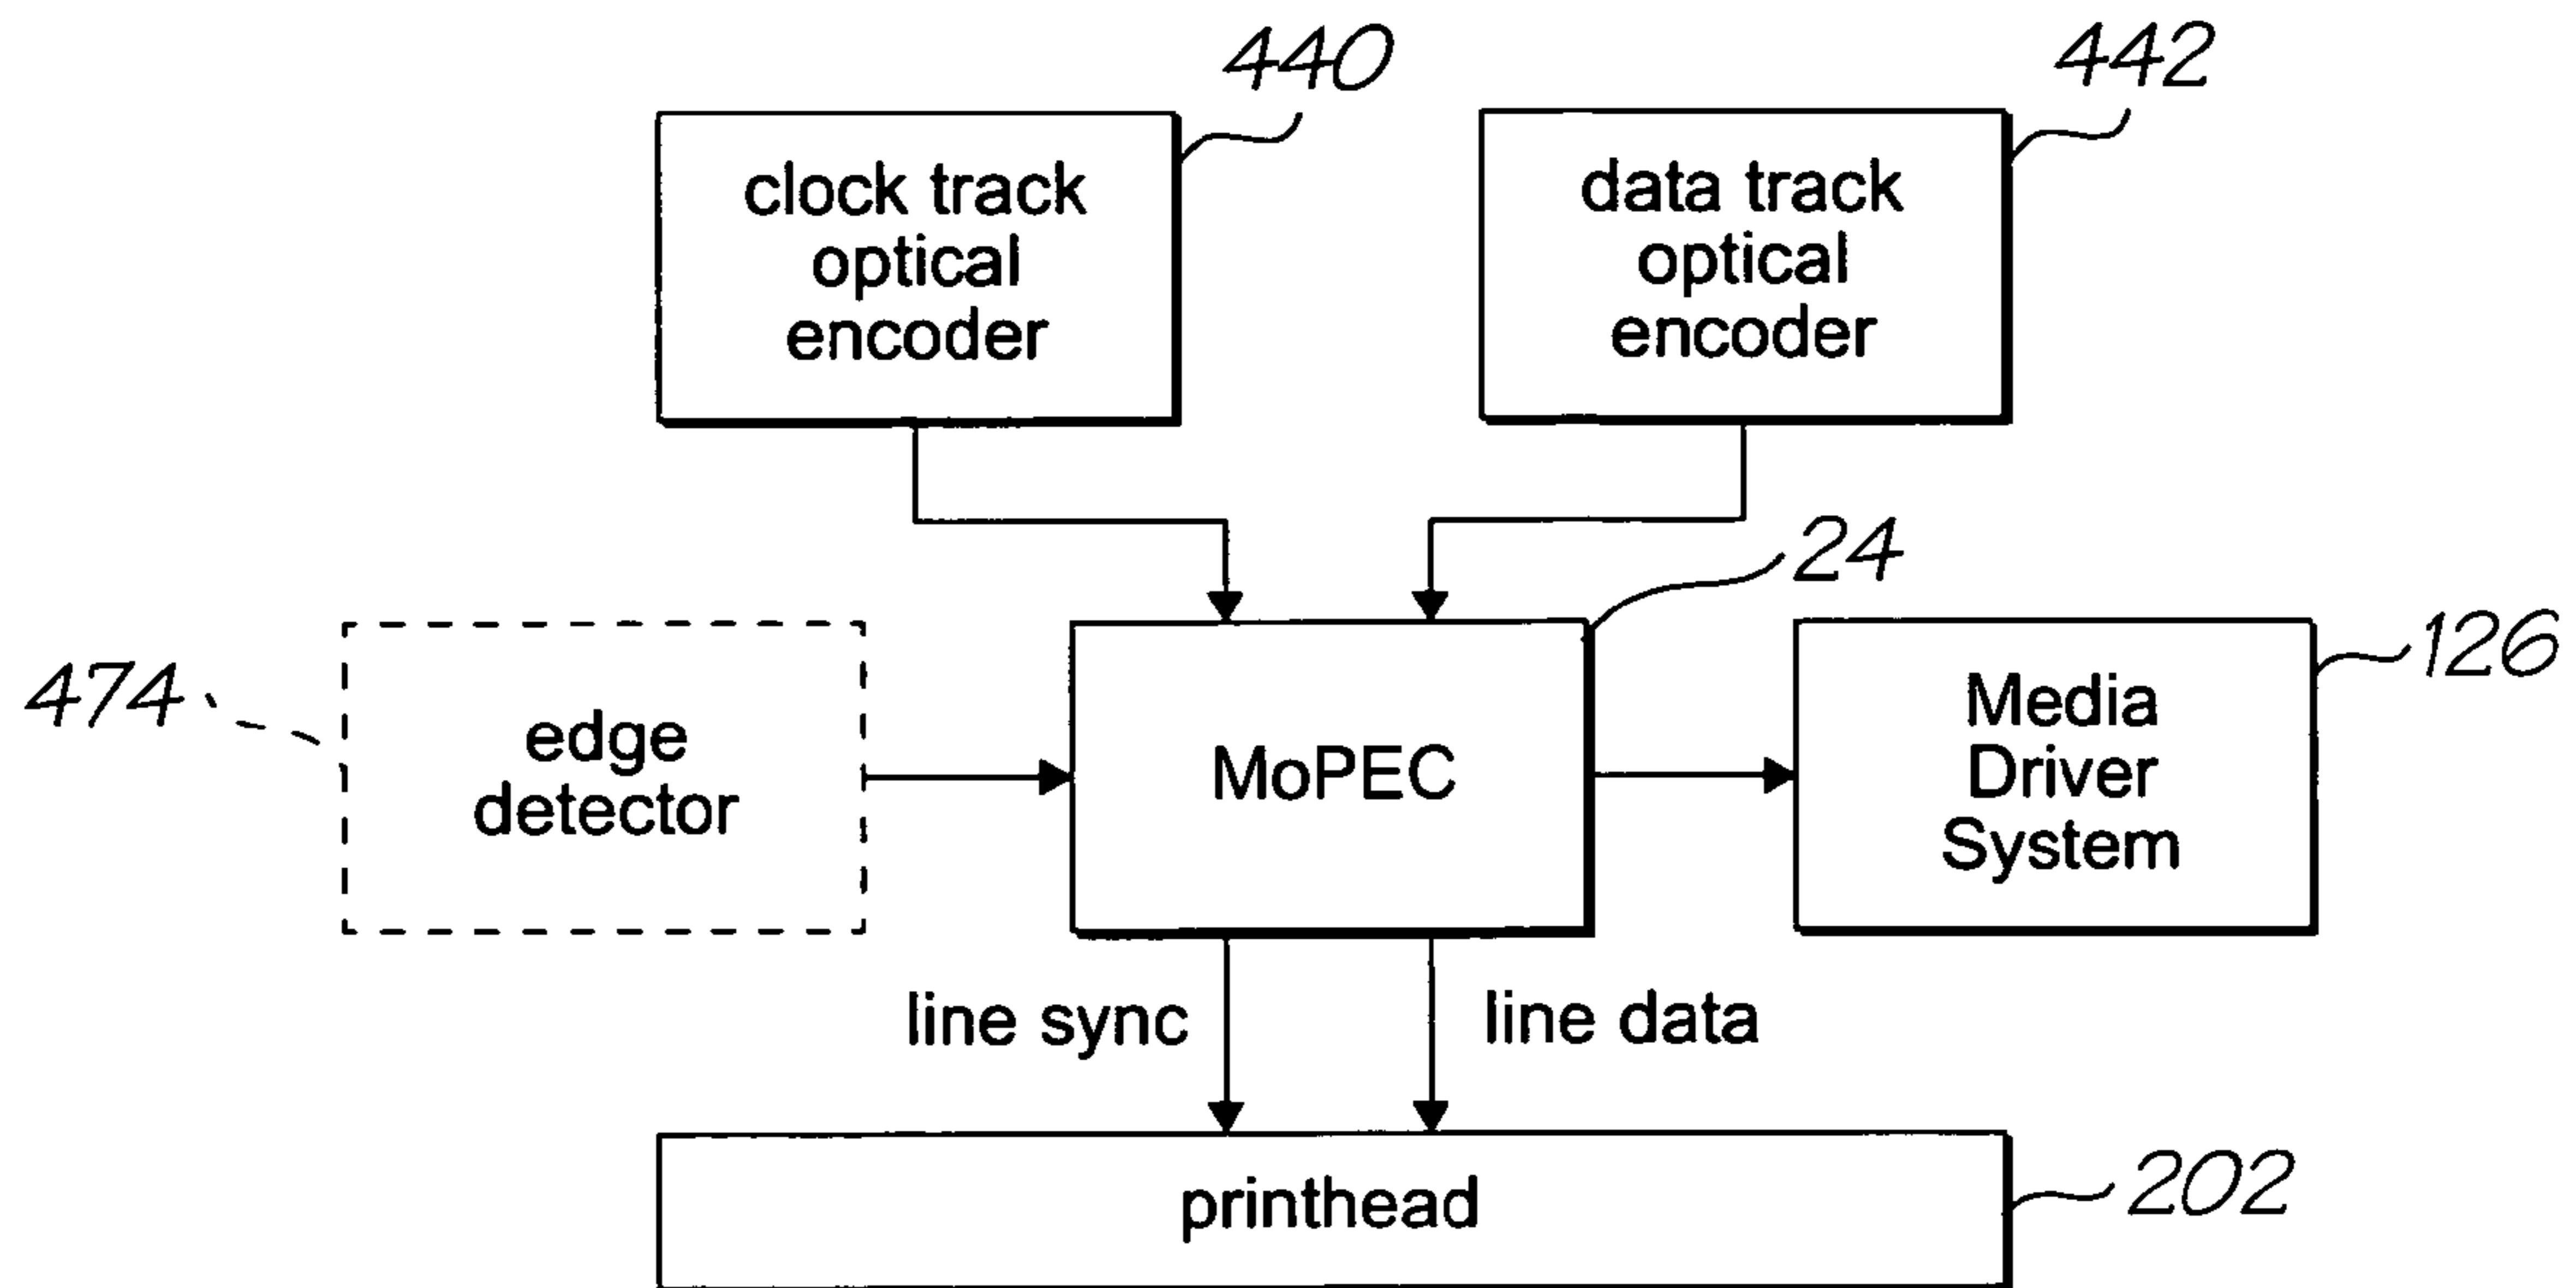 440
442
clock track
optical
encoder
data track
optical
encoder
24
126
474
edge
detector
MoPEC
Media
Driver
System
line sync
line data
printhead
202